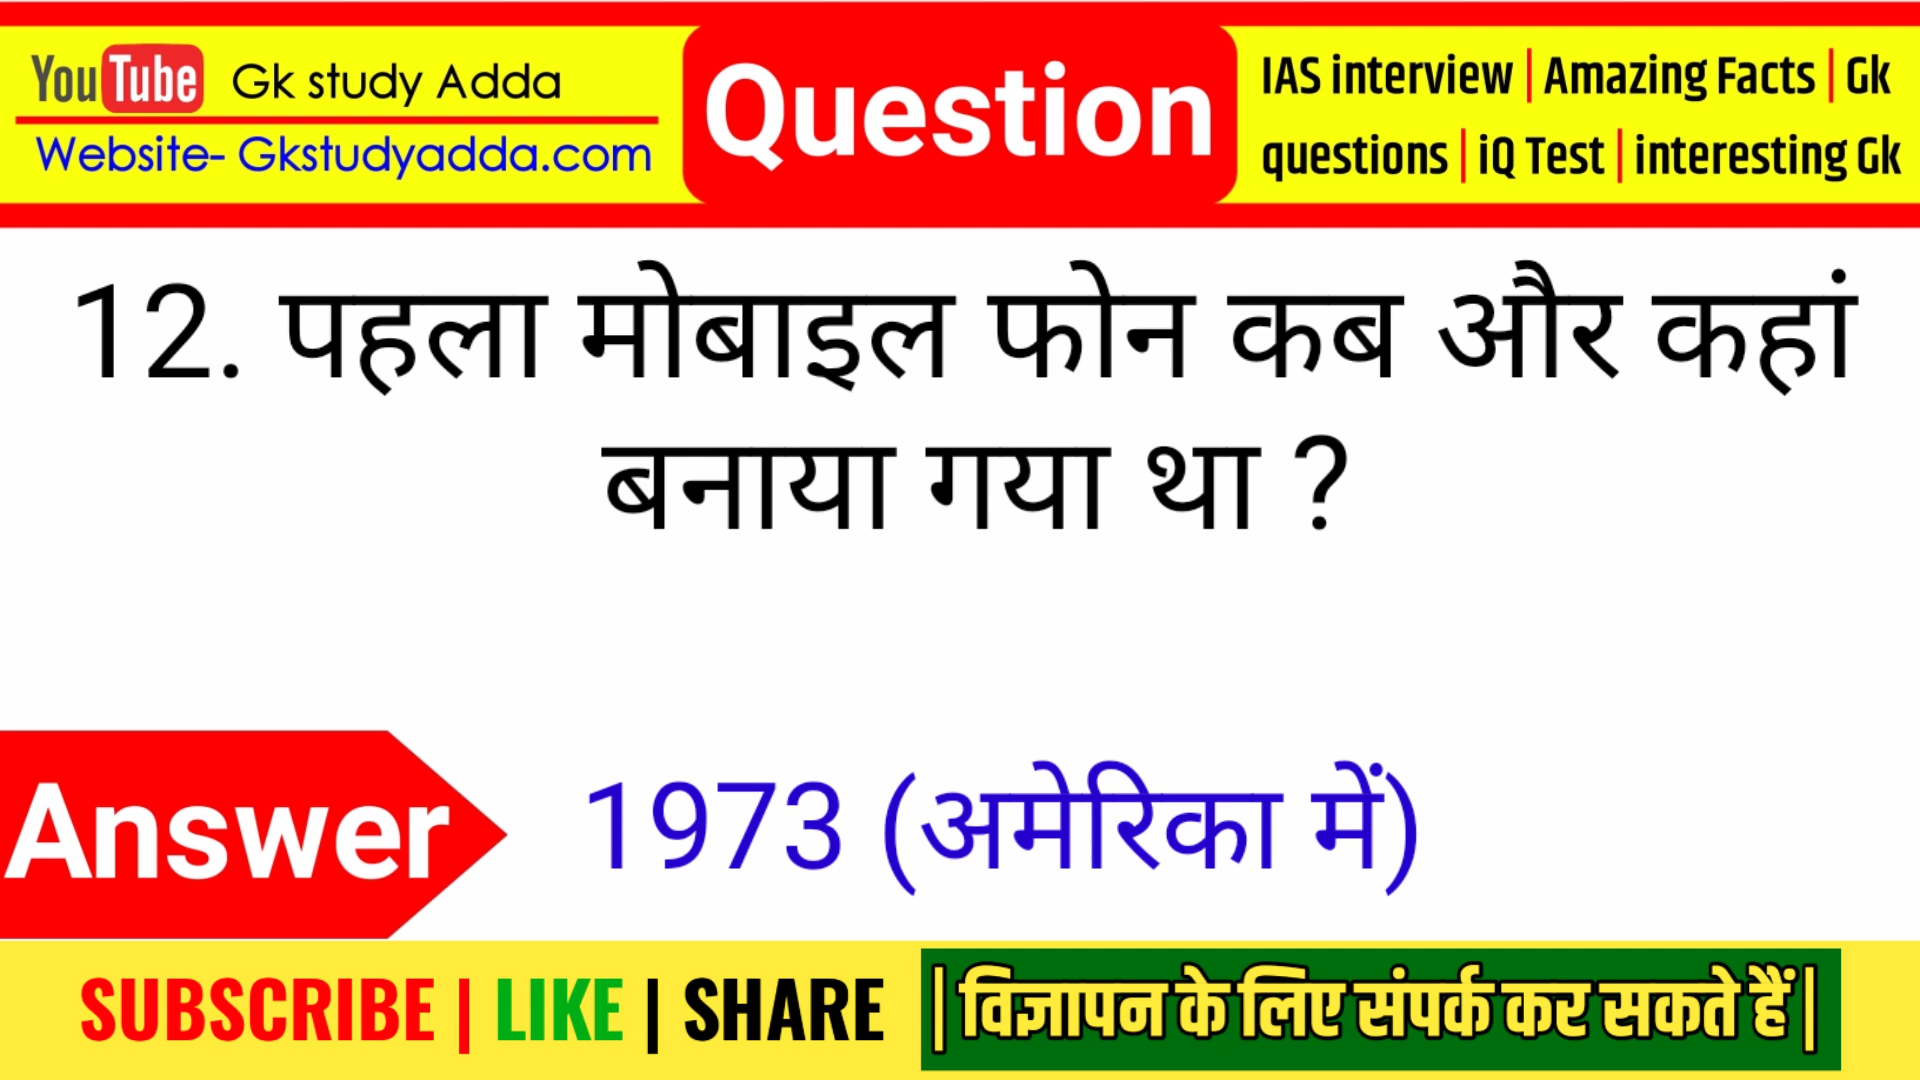 YouTube Gk study Adda
Website- Gkstudyadda.com
Question
IAS interview | Amazing Facts | Gk
questions | iQ Test | interesting Gk
12. पहला मोबाइल फोन कब और कहां
बनाया गया था ?
Answer
1973 (अमेरिका में)
SUBSCRIBE | LIKE | SHARE
| विज्ञापन के लिए संपर्क कर सकते हैं |